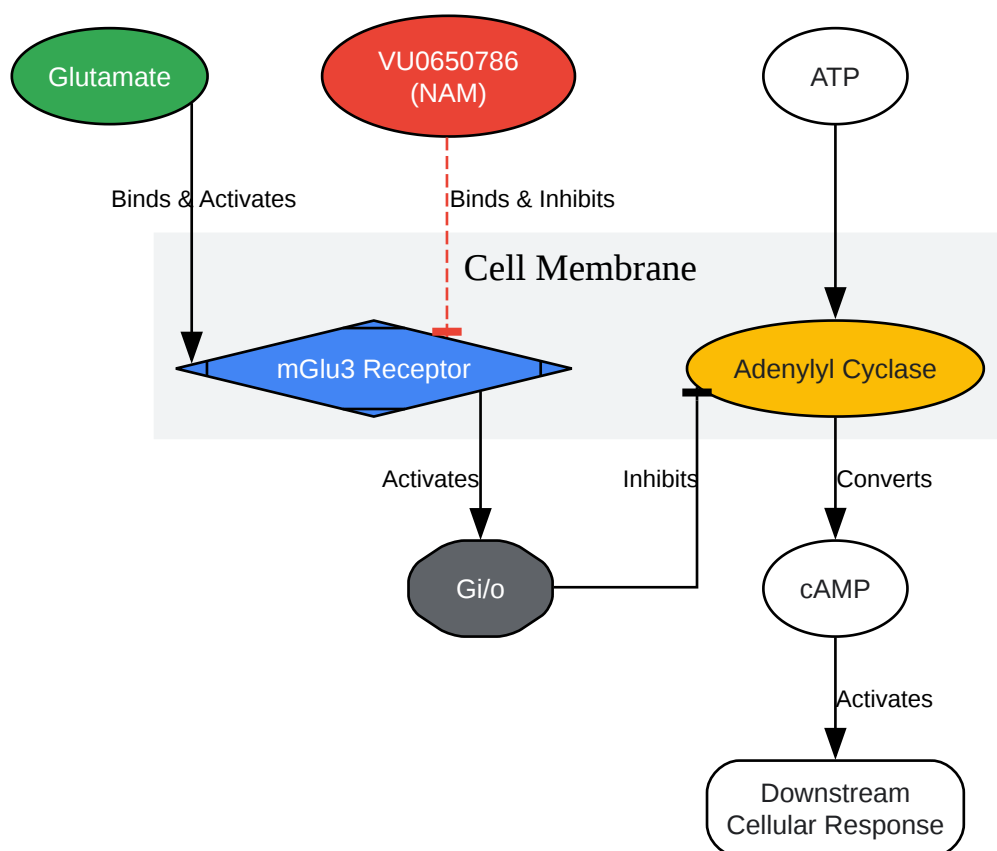 Glutamate
VU0650786
(NAM)
ATP
Binds & Activates
Binds & Inhibits
Cell Membrane
mGlu3 Receptor
Adenylyl Cyclase
Activates
Inhibits
Converts
Gi/o
cAMP
Activates
Downstream
Cellular Response